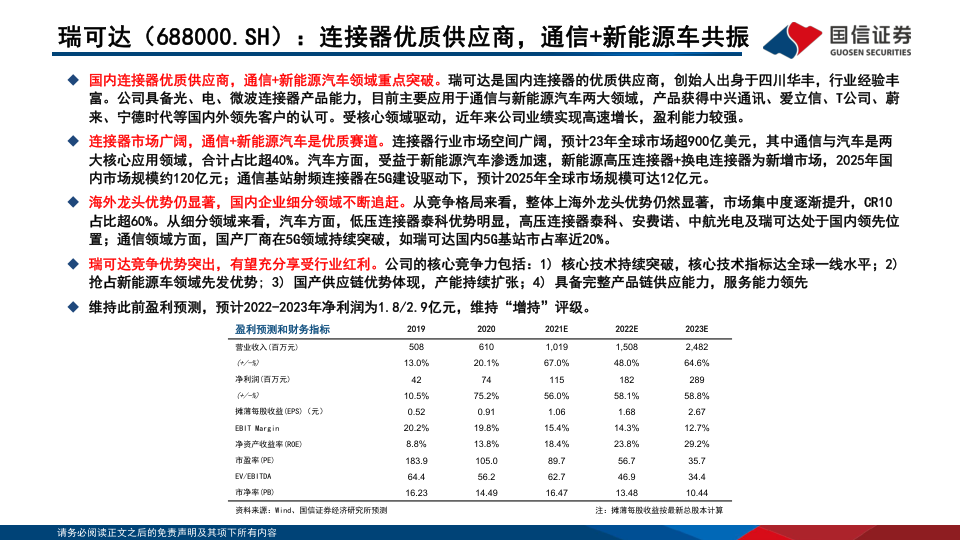 瑞可达（688000.SH）：连接器优质供应商，通信+新能源车共振
国信证券
GUOSEN SECURITIES
◆ 国内连接器优质供应商，通信+新能源汽车领域重点突破。瑞可达是国内连接器的优质供应商，创始人出身于四川华丰，行业经验丰
富。公司具备光、电、微波连接器产品能力，目前主要应用于通信与新能源汽车两大领域，产品获得中兴通讯、爱立信、T公司、蔚
来、宁德时代等国内外领先客户的认可。受核心领域驱动，近年来公司业绩实现高速增长，盈利能力较强。
◆ 连接器市场广阔，通信+新能源汽车是优质赛道。连接器行业市场空间广阔，预计23年全球市场超900亿美元，其中通信与汽车是两
大核心应用领域，合计占比超40%。汽车方面，受益于新能源汽车渗透加速，新能源高压连接器+换电连接器为新增市场，2025年国
内市场规模约120亿元；通信基站射频连接器在5G建设驱动下，预计2025年全球市场规模可达12亿元。
◆ 海外龙头优势仍显著，国内企业细分领域不断追赶。从竞争格局来看，整体上海外龙头优势仍然显著，市场集中度逐渐提升，CR10
占比超60%。从细分领域来看，汽车方面，低压连接器泰科优势明显，高压连接器泰科、安费诺、中航光电及瑞可达处于国内领先位
置；通信领域方面，国产厂商在5G领域持续突破，如瑞可达国内5G基站市占率近20%。
◆ 瑞可达竞争优势突出，有望充分享受行业红利。公司的核心竞争力包括：1）核心技术持续突破，核心技术指标达全球一线水平；2）
抢占新能源车领域先发优势；3）国产供应链优势体现，产能持续扩张；4）具备完整产品链供应能力，服务能力领先
◆ 维持此前盈利预测，预计2022-2023年净利润为1.8/2.9亿元，维持“增持”评级。
盈利预测和财务指标 2019 2020 2021E 2022E 2023E
营业收入(百万元) 508 610 1,019 1,508 2,482
(+/-%) 13.0% 20.1% 67.0% 48.0% 64.6%
净利润(百万元) 42 74 115 182 289
(+/-%) 10.5% 75.2% 56.0% 58.1% 58.8%
摊薄每股收益(EPS)（元） 0.52 0.91 1.06 1.68 2.67
EBIT Margin 20.2% 19.8% 15.4% 14.3% 12.7%
净资产收益率(ROE) 8.8% 13.8% 18.4% 23.8% 29.2%
市盈率(PE) 183.9 105.0 89.7 56.7 35.7
EV/EBITDA 64.4 56.2 62.7 46.9 34.4
市净率(PB) 16.23 14.49 16.47 13.48 10.44
资料来源：Wind、国信证券经济研究所预测 注：摊薄每股收益按最新总股本计算
请务必阅读正文之后的免责声明及其项下所有内容